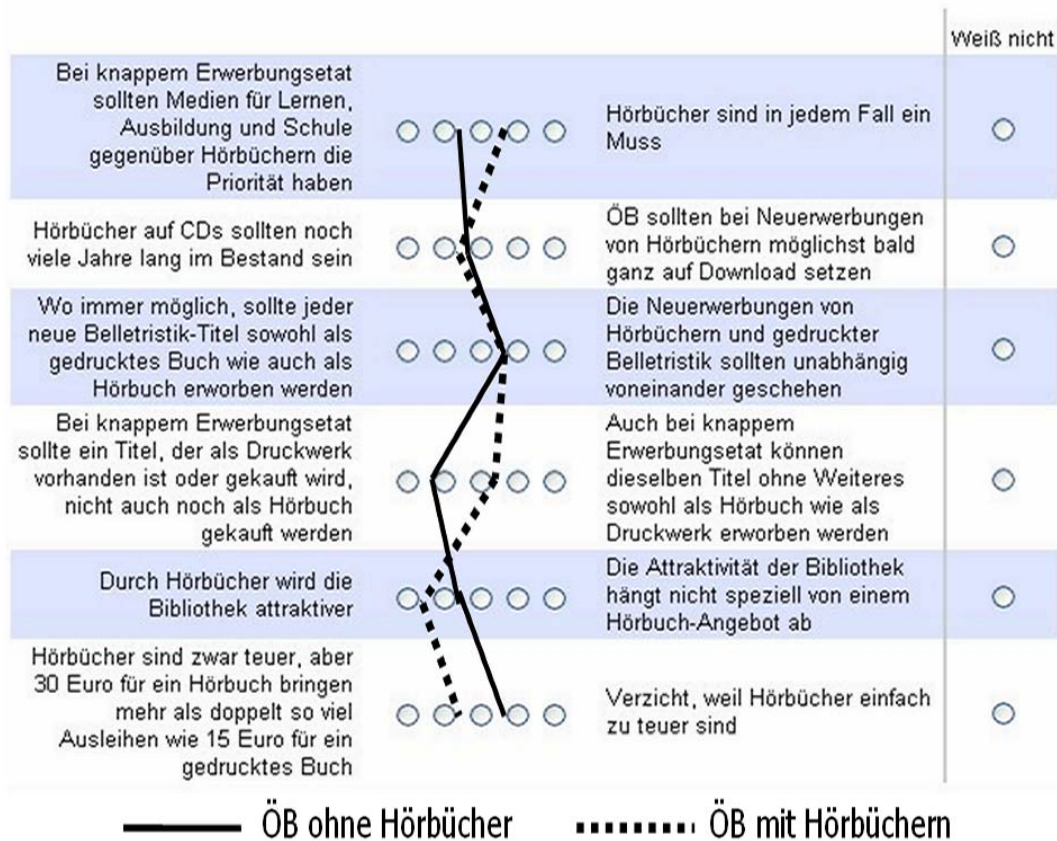 Weiß nicht
Bei knappem Erwerbungsetat
sollten Medien für Lernen,
Ausbildung und Schule
gegenüber Hörbüchern die
Priorität haben
Hörbücher sind in jedem Fall ein
Muss
Hörbücher auf CDs sollten noch
viele Jahre lang im Bestand sein
ÖB sollten bei Neuerwerbungen
von Hörbüchern möglichst bald
ganz auf Download setzen
Wo immer möglich, sollte jeder
neue Belletristik-Titel sowohl als
gedrucktes Buch wie auch als
Hörbuch erworben werden
Die Neuerwerbungen von
Hörbüchern und gedruckter
Belletristik sollten unabhängig
voneinander geschehen
Bei knappem Erwerbungsetat
sollte ein Titel, der als Druckwerk
vorhanden ist oder gekauft wird,
nicht auch noch als Hörbuch
gekauft werden
Auch bei knappem
Erwerbungsetat können
dieselben Titel ohne Weiteres
sowohl als Hörbuch wie als
Druckwerk erworben werden
Durch Hörbücher wird die
Bibliothek attraktiver
Die Attraktivität der Bibliothek
hängt nicht speziell von einem
Hörbuch-Angebot ab
Hörbücher sind zwar teuer, aber
30 Euro für ein Hörbuch bringen
mehr als doppelt so viel
Ausleihen wie 15 Euro für ein
gedrucktes Buch
Verzicht, weil Hörbücher einfach
zu teuer sind
ÖB ohne Hörbücher
ÖB mit Hörbüchern